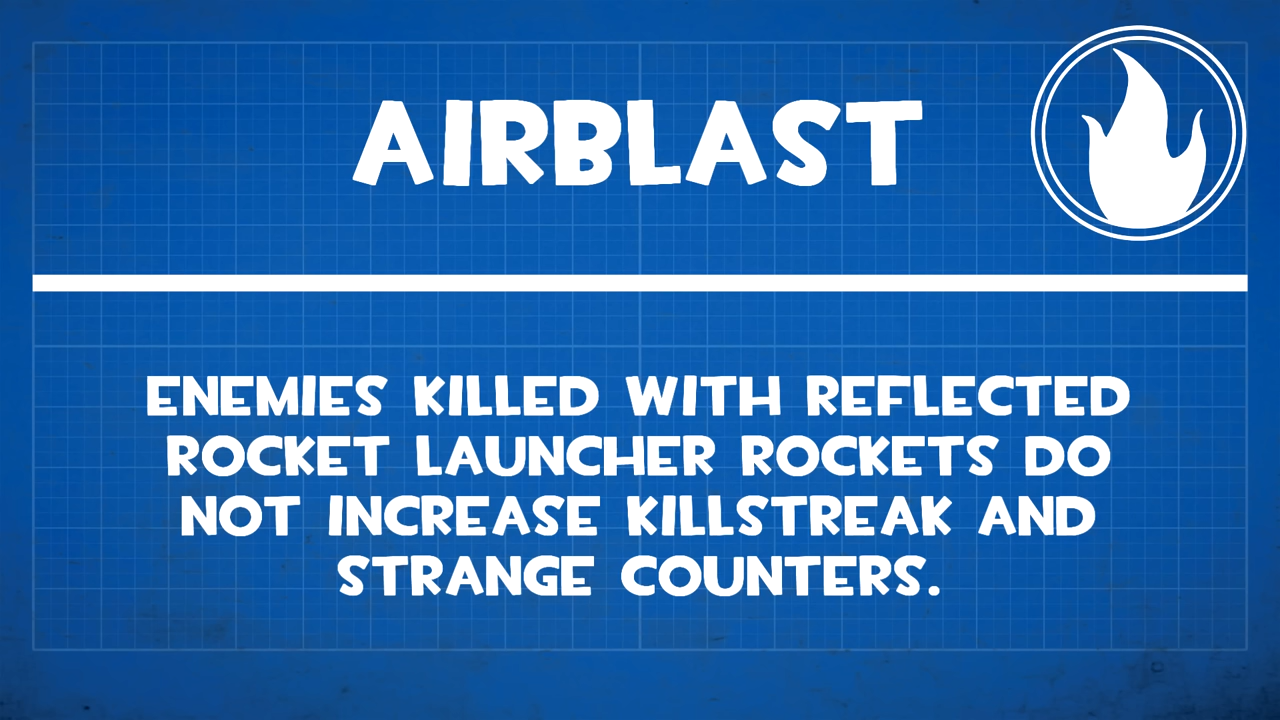 AIRBLAST
ENEMIES KILLED WITH REFLECTED
ROCKET LAUNCHER ROCKETS DO
NOT INCREASE KILLSTREAK AND
STRANGE COUNTERS.